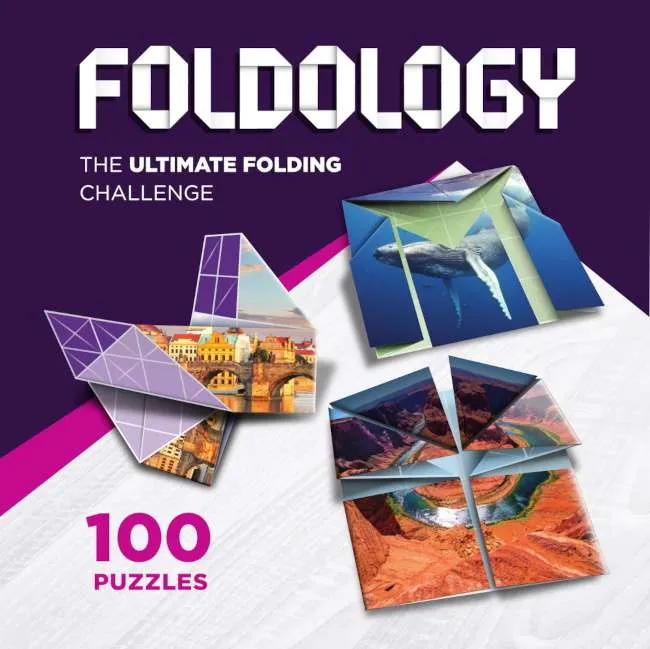 FOLDOLOGY
THE ULTIMATE FOLDING
CHALLENGE
100
PUZZLES